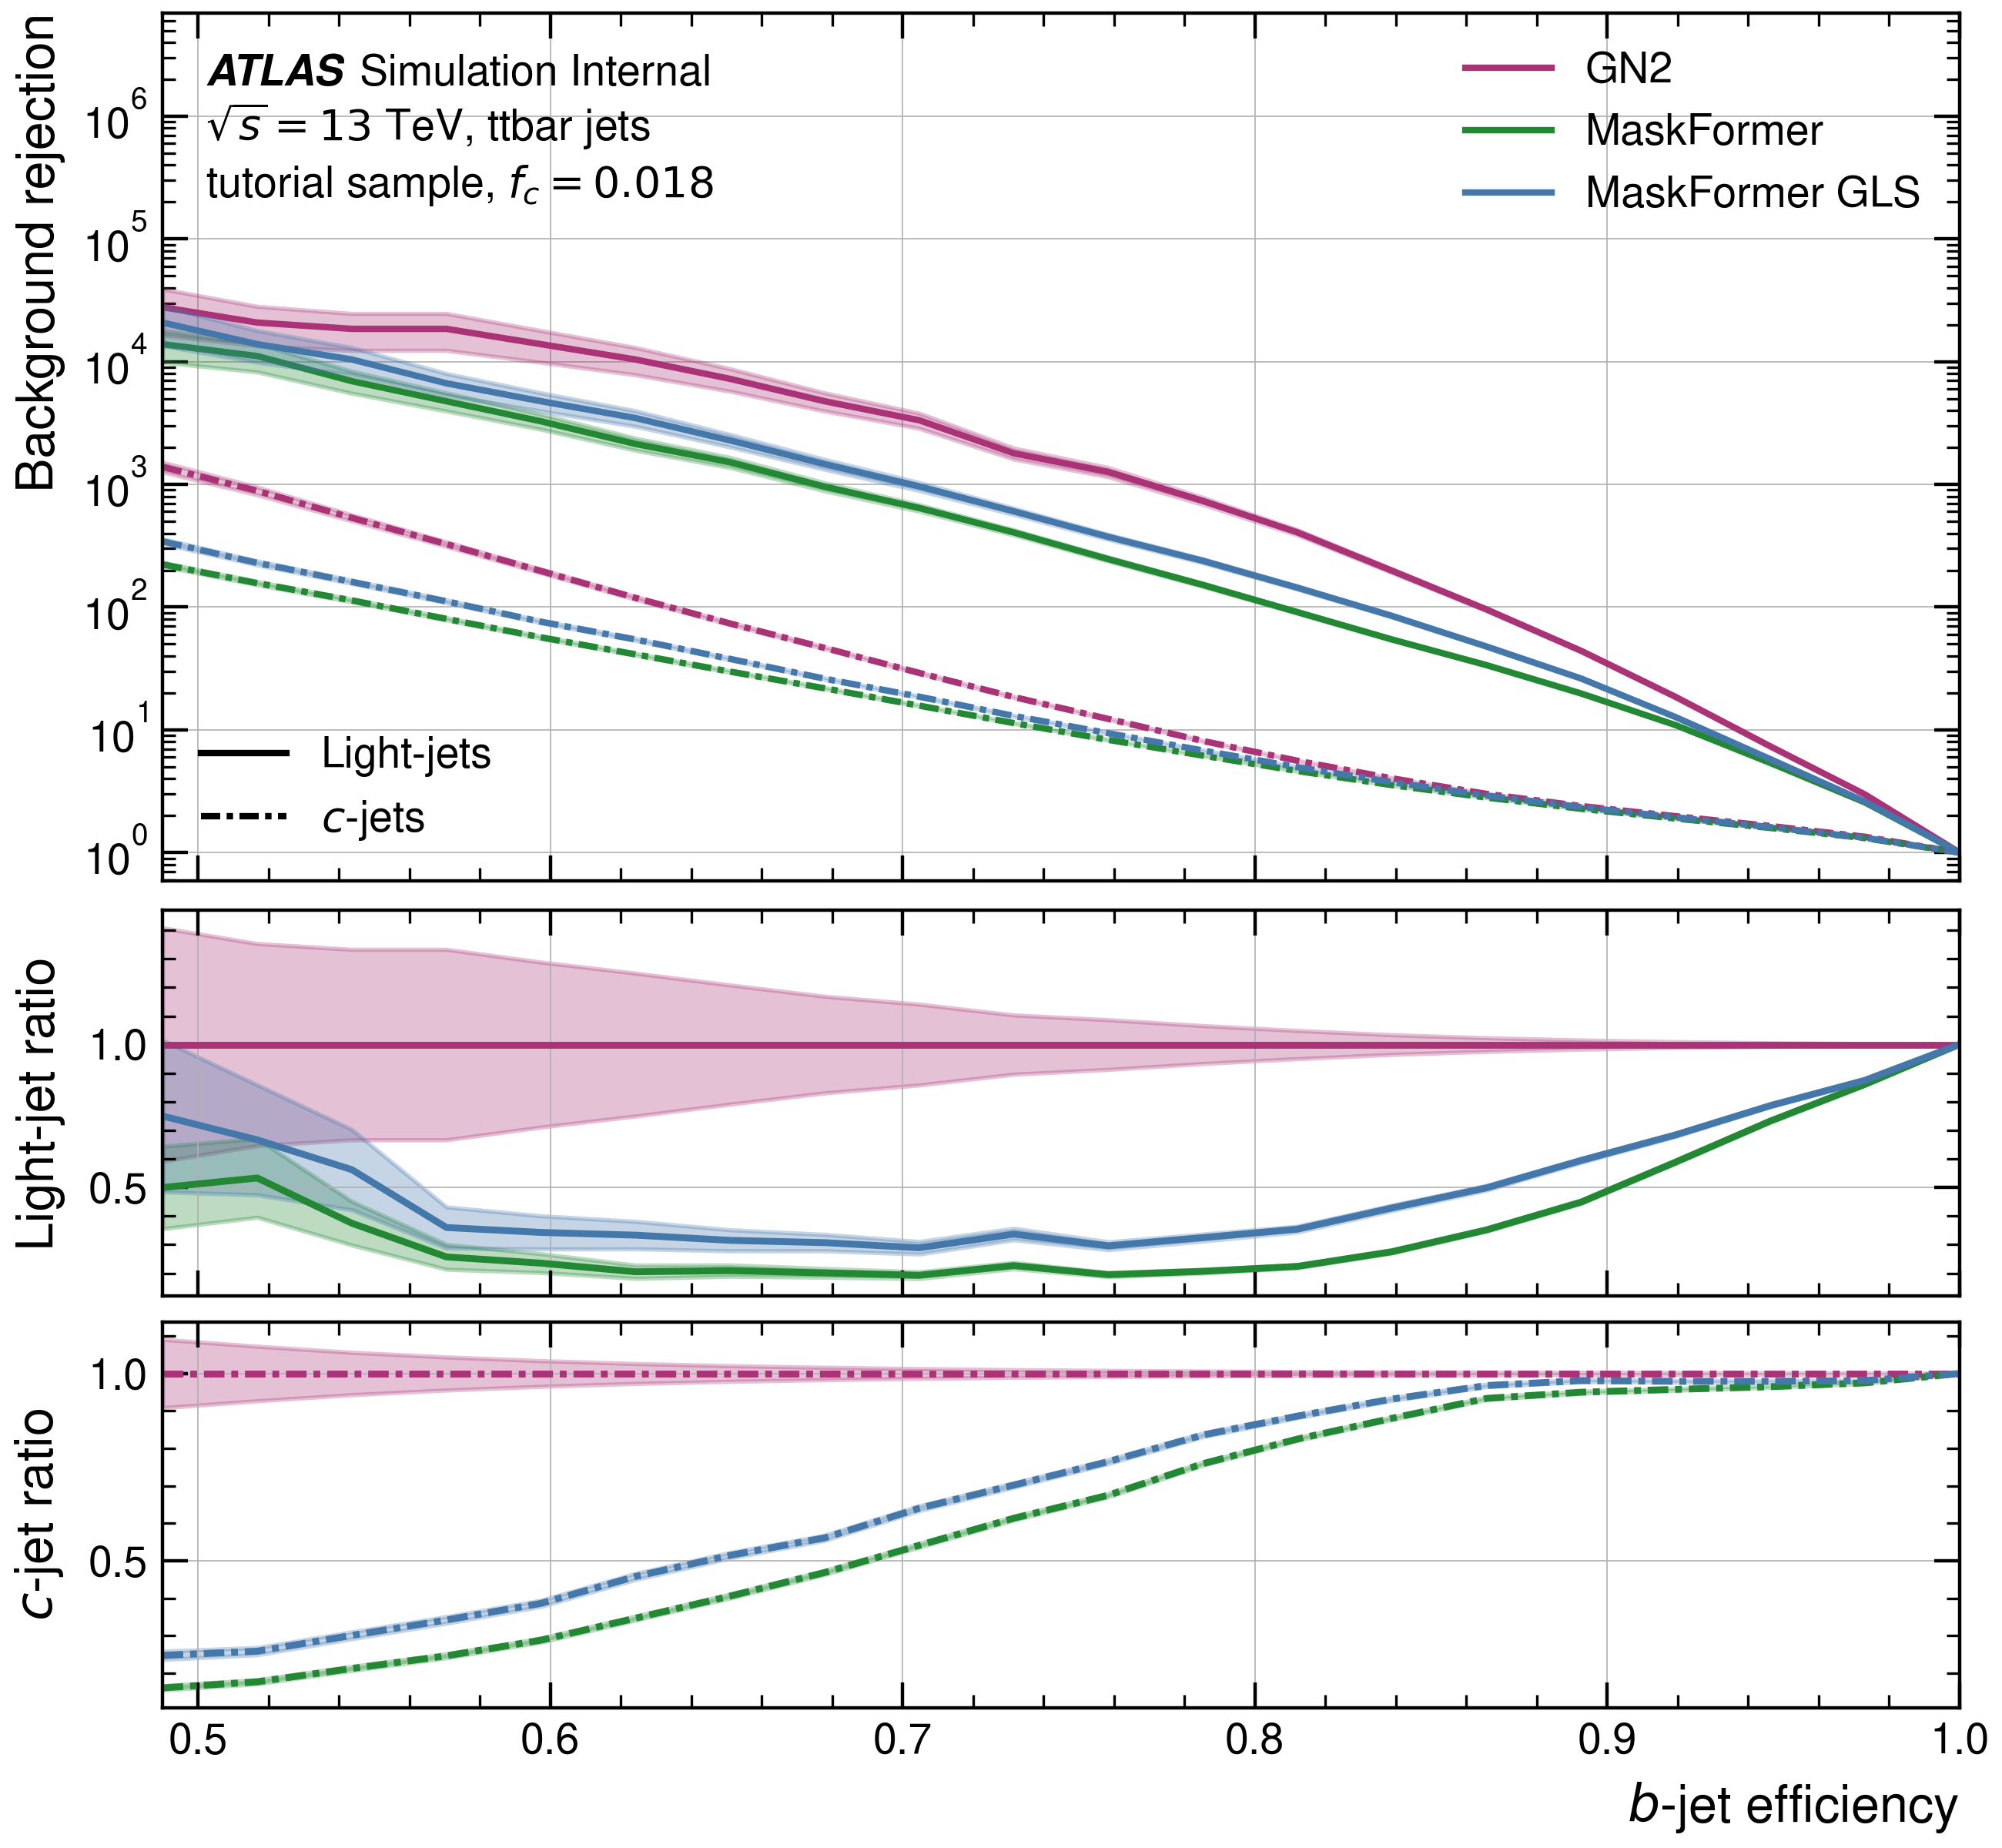 Background rejection
10^6
10^5
10^4
10^3
10^2
10^1
10^0
ATLAS Simulation Internal
√s = 13 TeV, ttbar jets
tutorial sample, f_c = 0.018
GN2
MaskFormer
MaskFormer GLS
Light-jets
c-jets
Light-jet ratio
1.0
0.5
c-jet ratio
1.0
0.5
0.5 0.6 0.7 0.8 0.9 1.0
b-jet efficiency